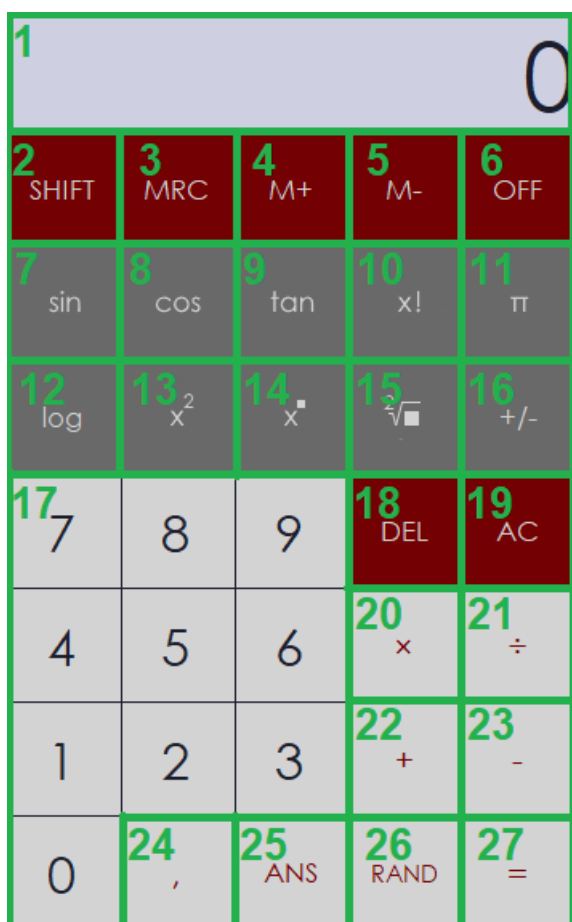 1 0
2 3 4 5 6
SHIFT MRC M+ M- OFF
7 8 9 10 11
sin cos tan x! π
12 13 14 15 16
log x² x▪ ²√■ +/-
17 18 19
7 8 9 DEL AC
20 21
4 5 6 × ÷
22 23
1 2 3 + -
24 25 26 27
0 , ANS RAND =